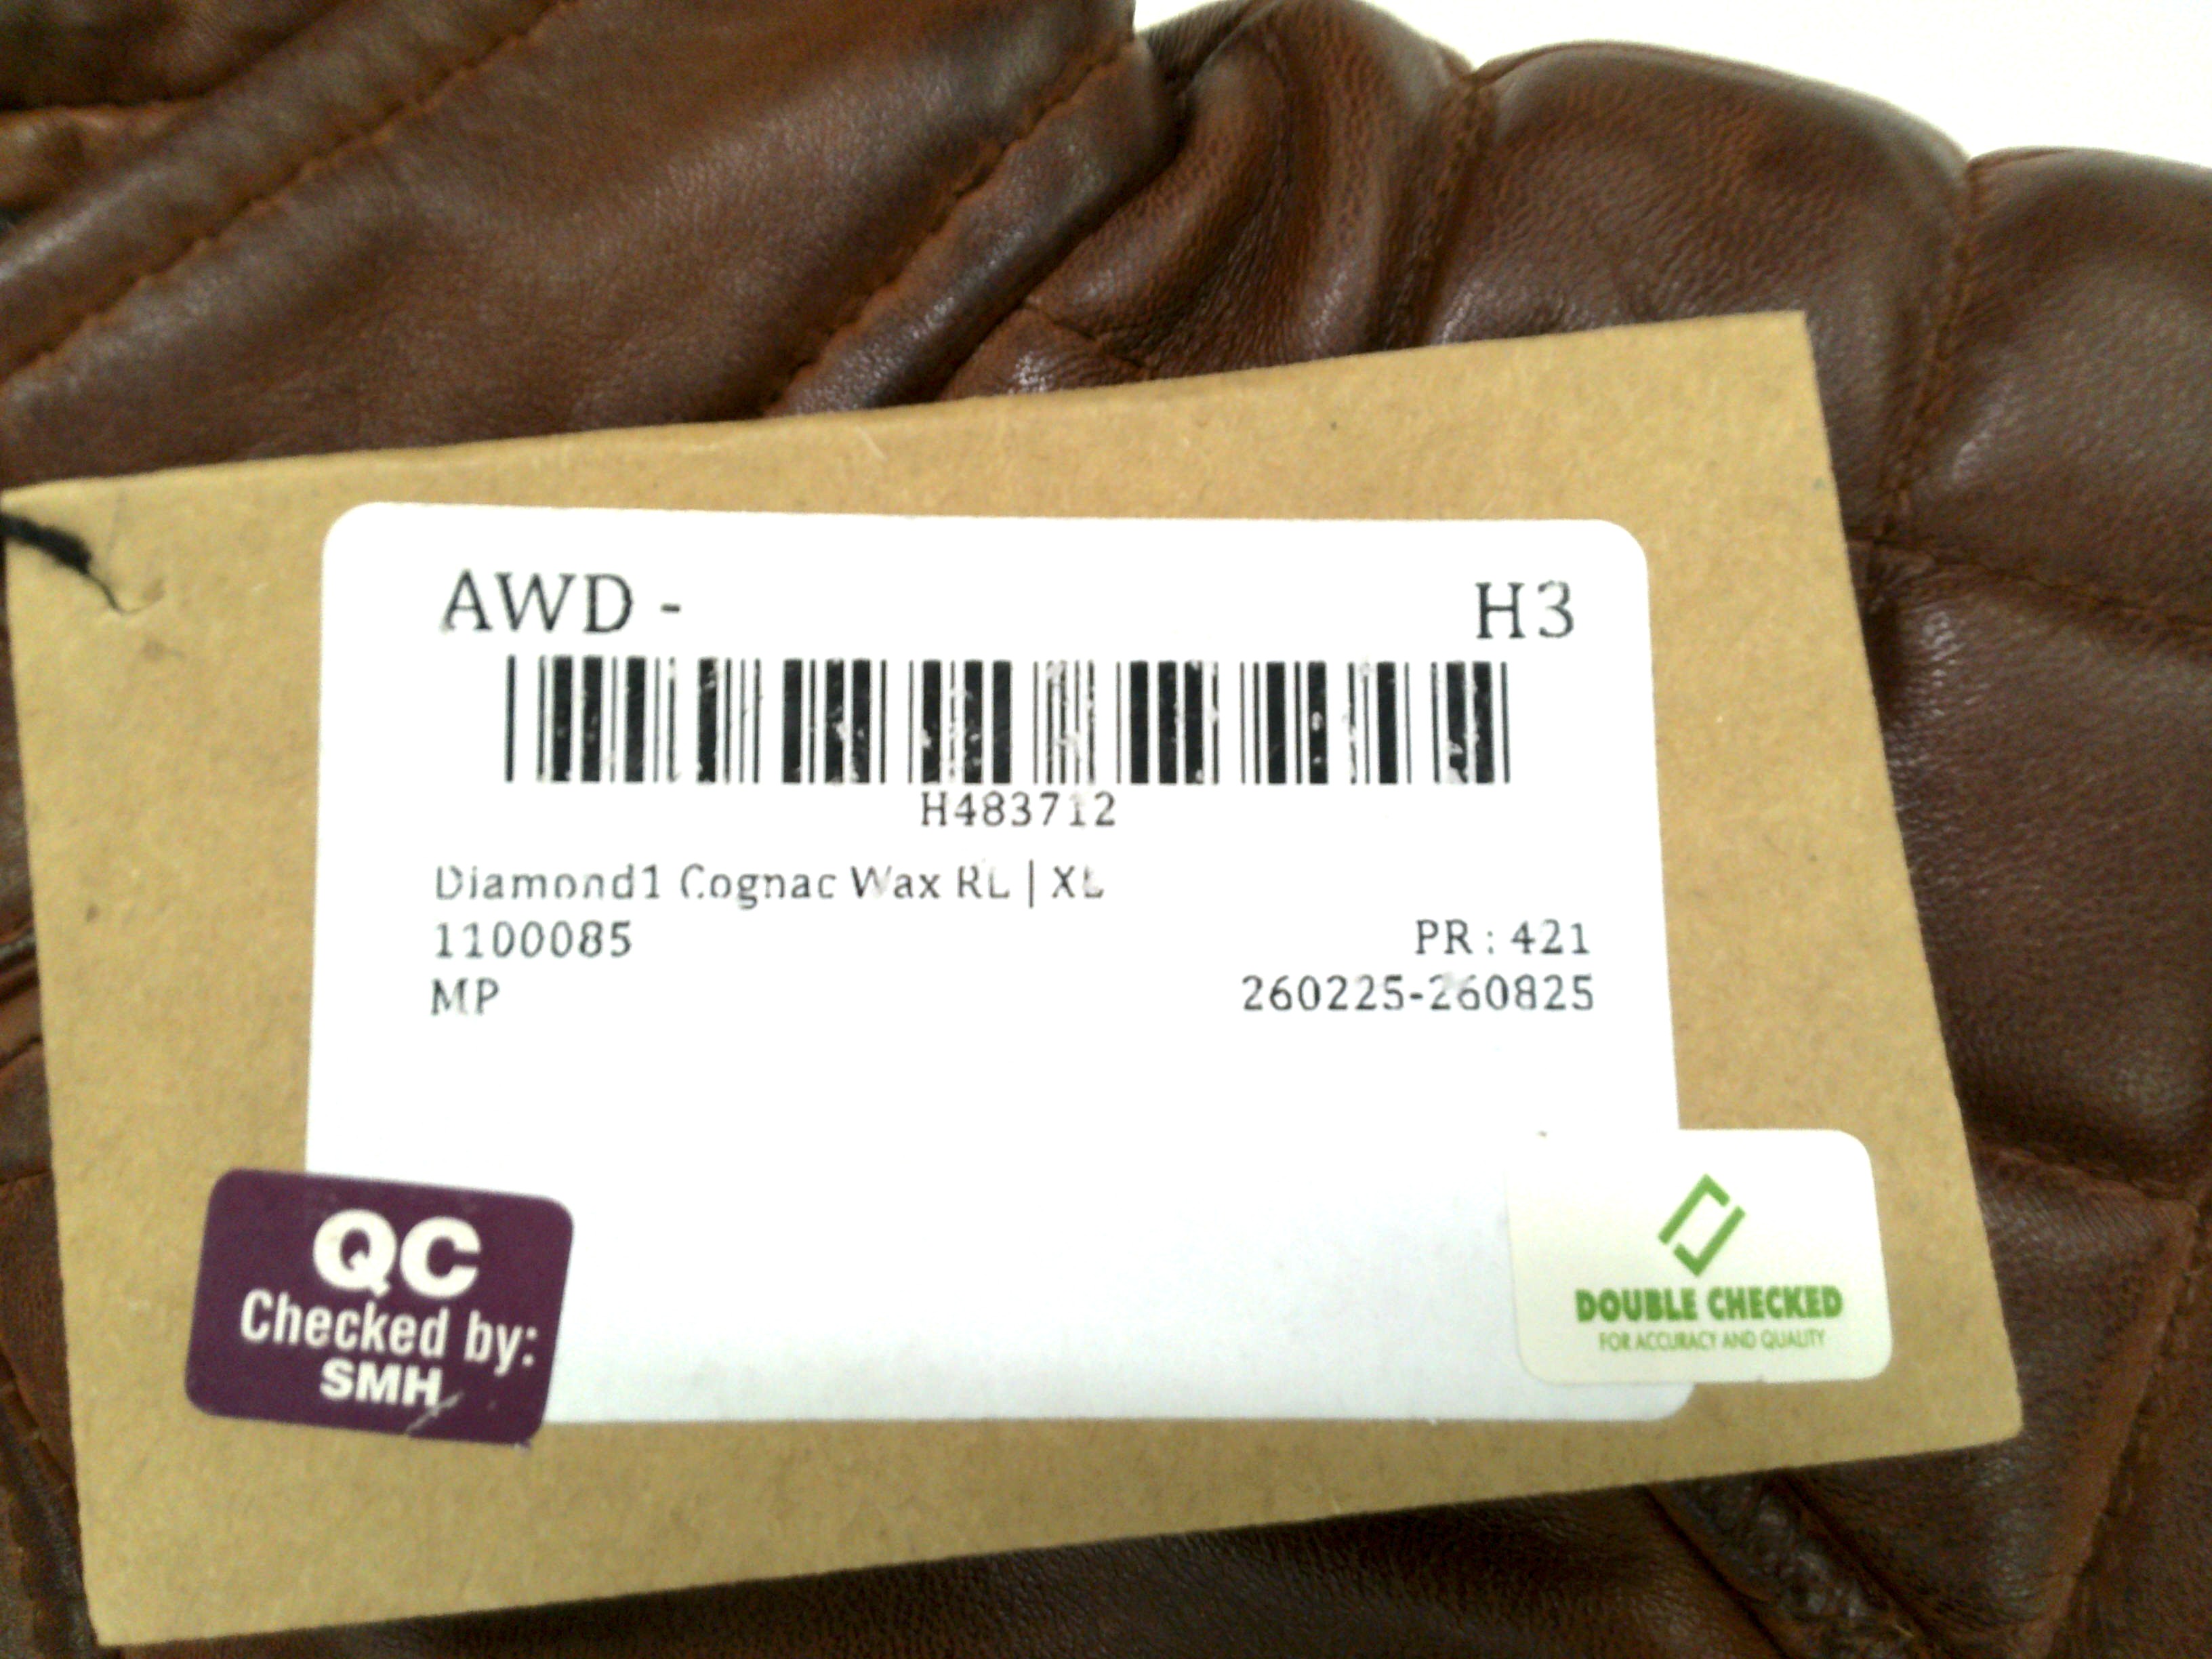 AWD - H3
H483712
Diamond1 Cognac Wax RL | XL
1100085 PR : 421
MP 260225-260825
QC
Checked by:
SMH
DOUBLE CHECKED
FOR ACCURACY AND QUALITY